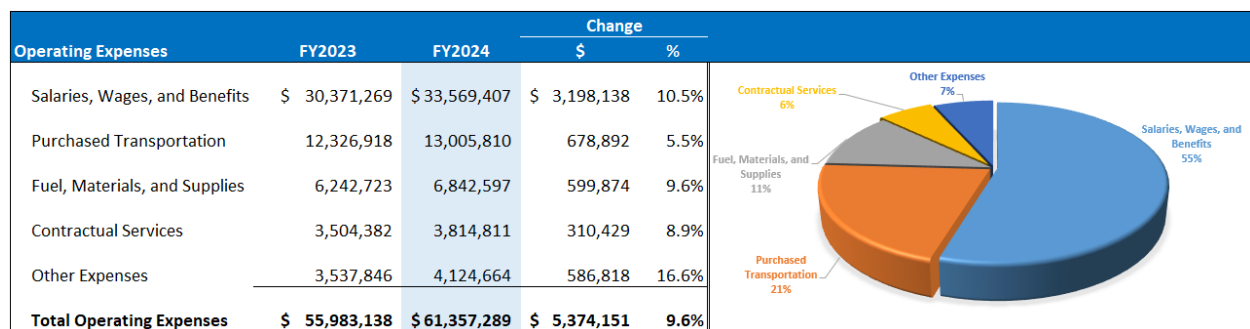 Change
Operating Expenses FY2023 FY2024 $ %
Salaries, Wages, and Benefits $ 30,371,269 $33,569,407 $ 3,198,138 10.5%
Purchased Transportation 12,326,918 13,005,810 678,892 5.5%
Fuel, Materials, and Supplies 6,242,723 6,842,597 599,874 9.6%
Contractual Services 3,504,382 3,814,811 310,429 8.9%
Other Expenses 3,537,846 4,124,664 586,818 16.6%
Total Operating Expenses $ 55,983,138 $61,357,289 $ 5,374,151 9.6%
Other Expenses
7%
Contractual Services
6%
Fuel, Materials, and
Supplies
11%
Purchased
Transportation
21%
Salaries, Wages, and
Benefits
55%